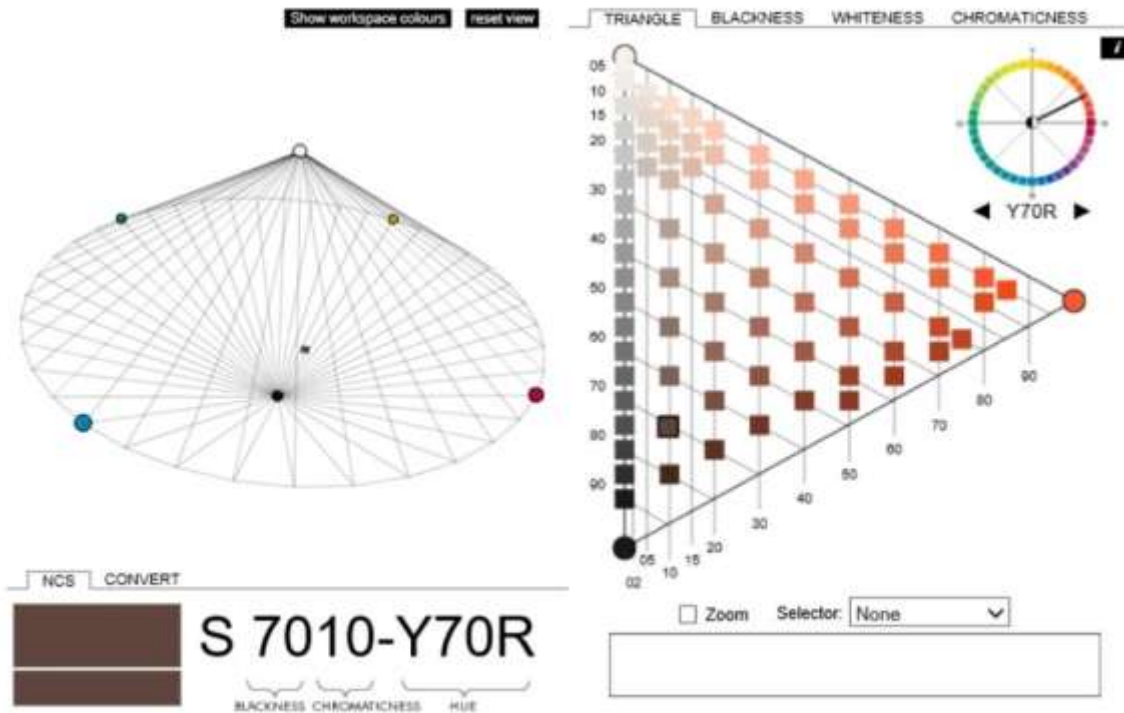 Show workspace colours reset view
TRIANGLE BLACKNESS WHITENESS CHROMATICNESS
i
05
10
15
20
30
40
50
60
70
80
90
Y70R
90
80
70
60
50
40
30
20
15
10
05
02
NCS CONVERT
S 7010-Y70R
BLACKNESS CHROMATICNESS HUE
Zoom Selector: None